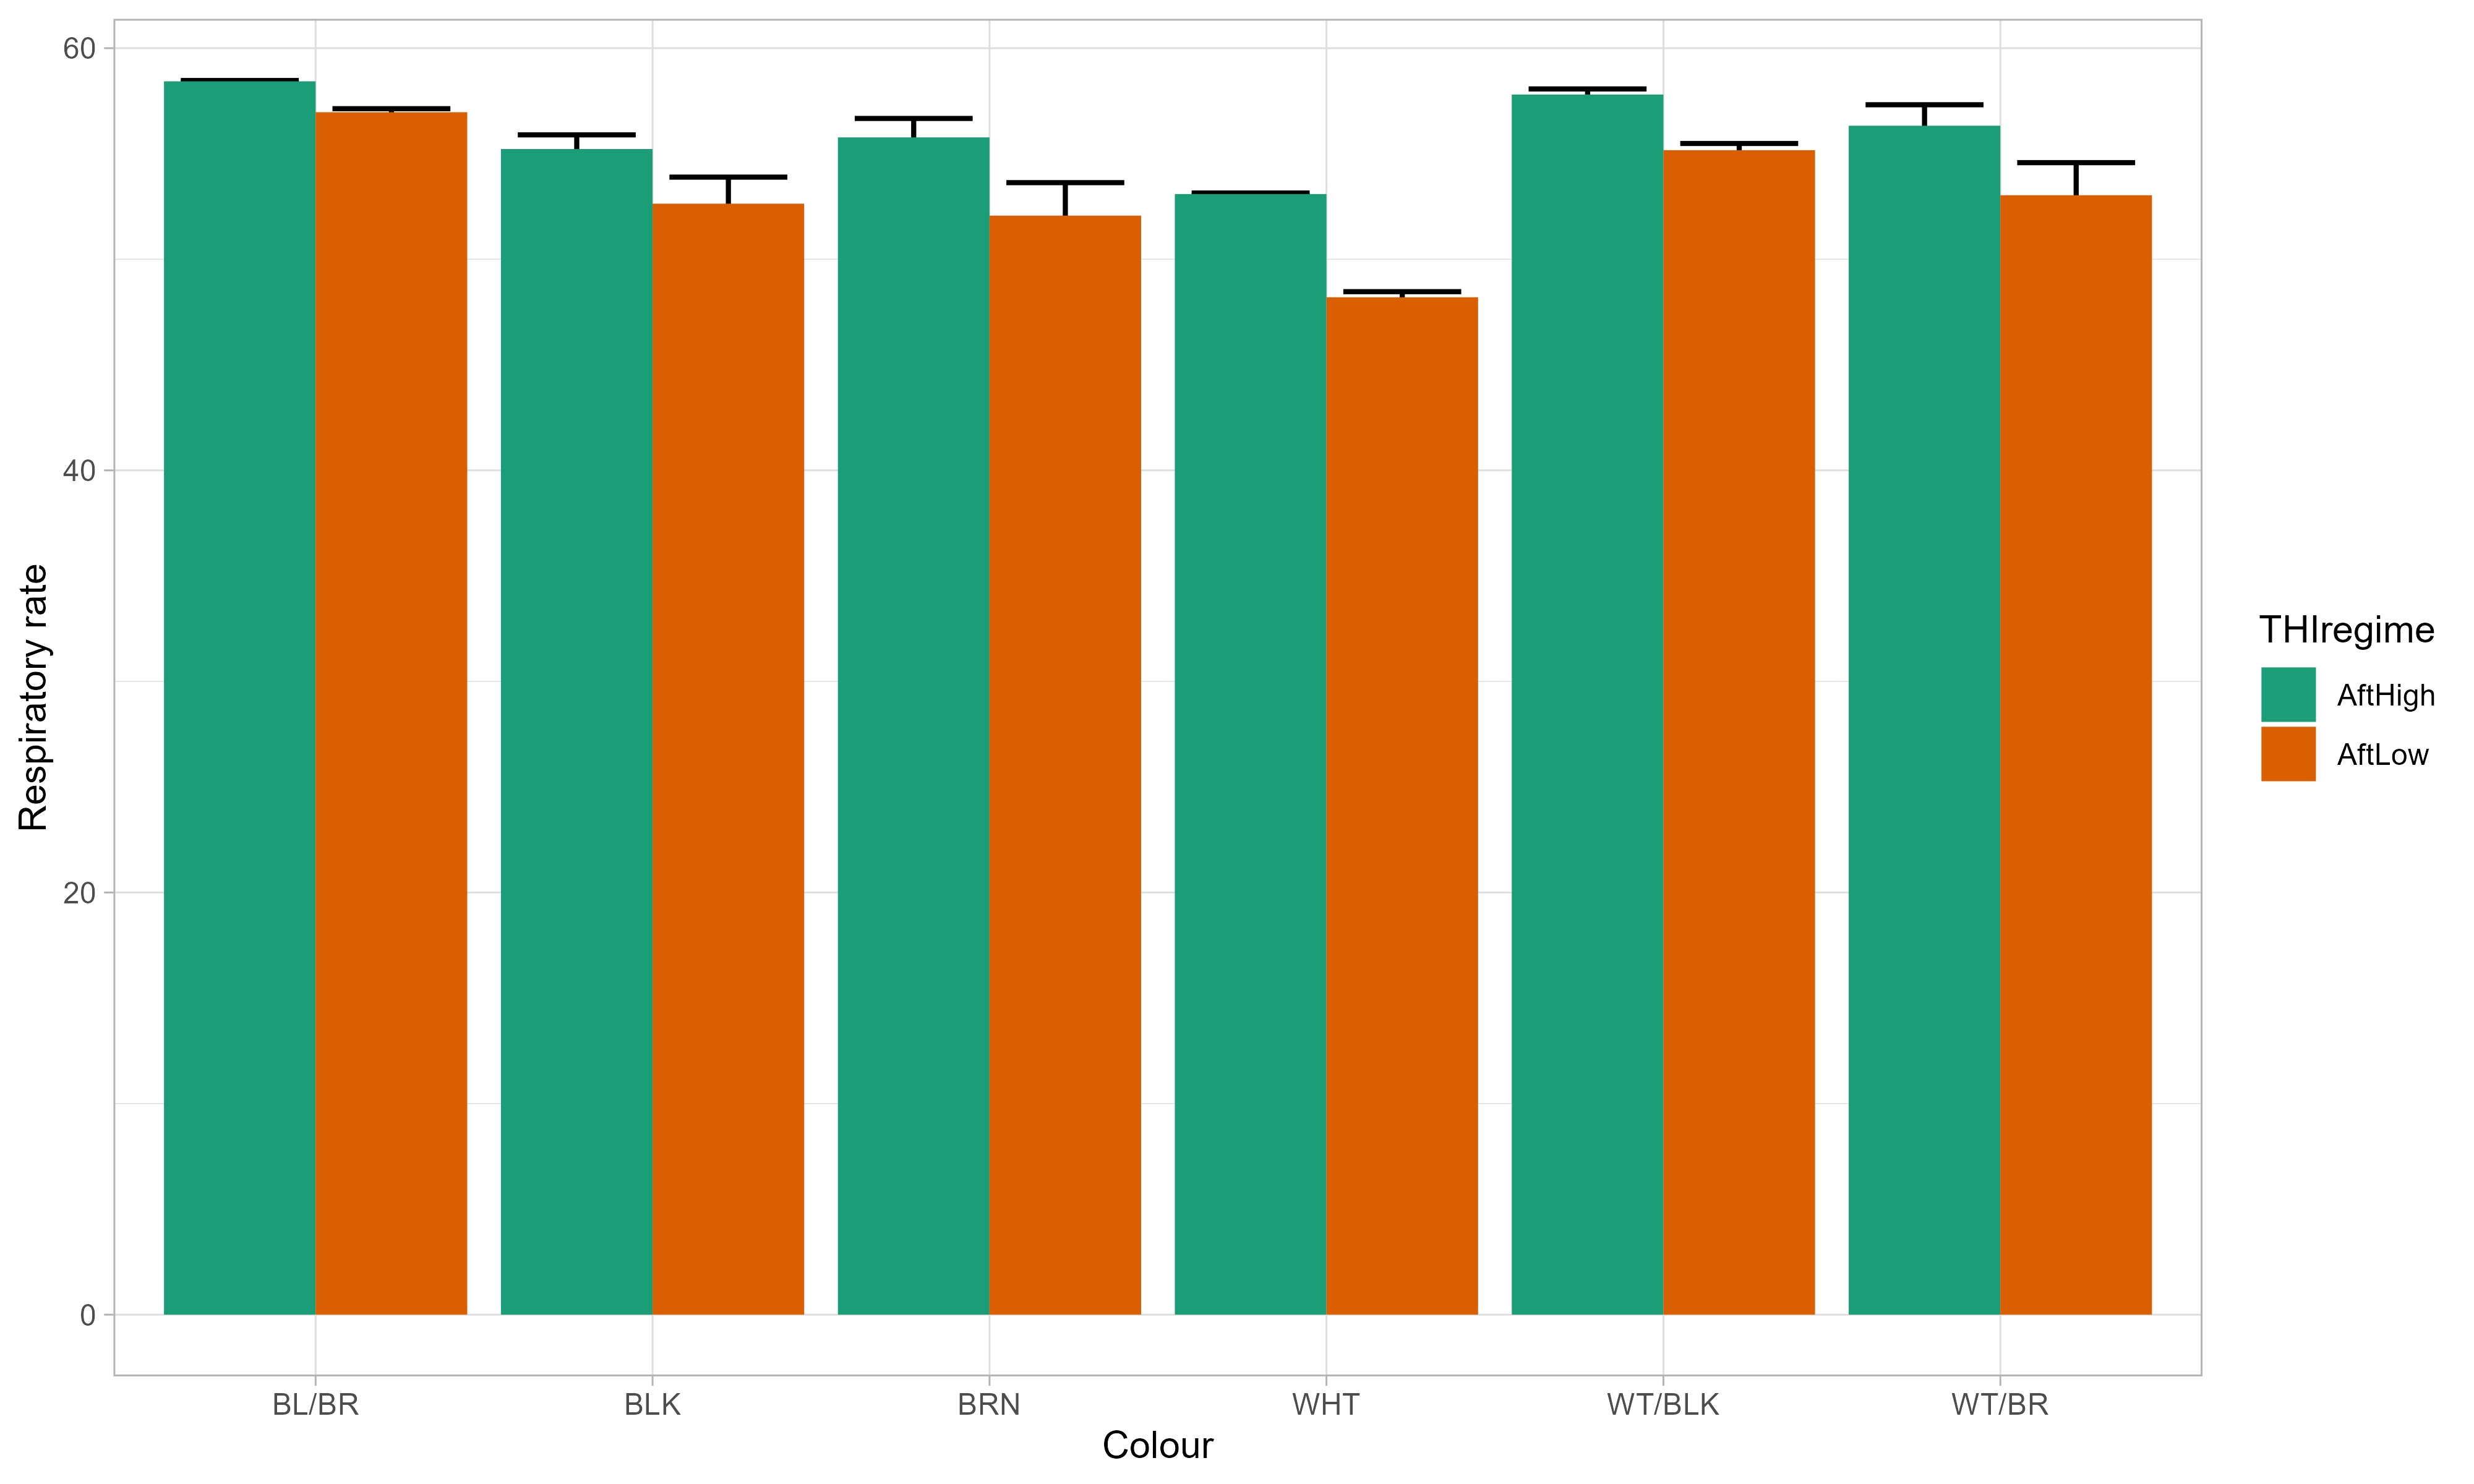 60
40
20
0
Respiratory rate
BL/BR BLK BRN WHT WT/BLK WT/BR
Colour
THIregime
AftHigh
AftLow